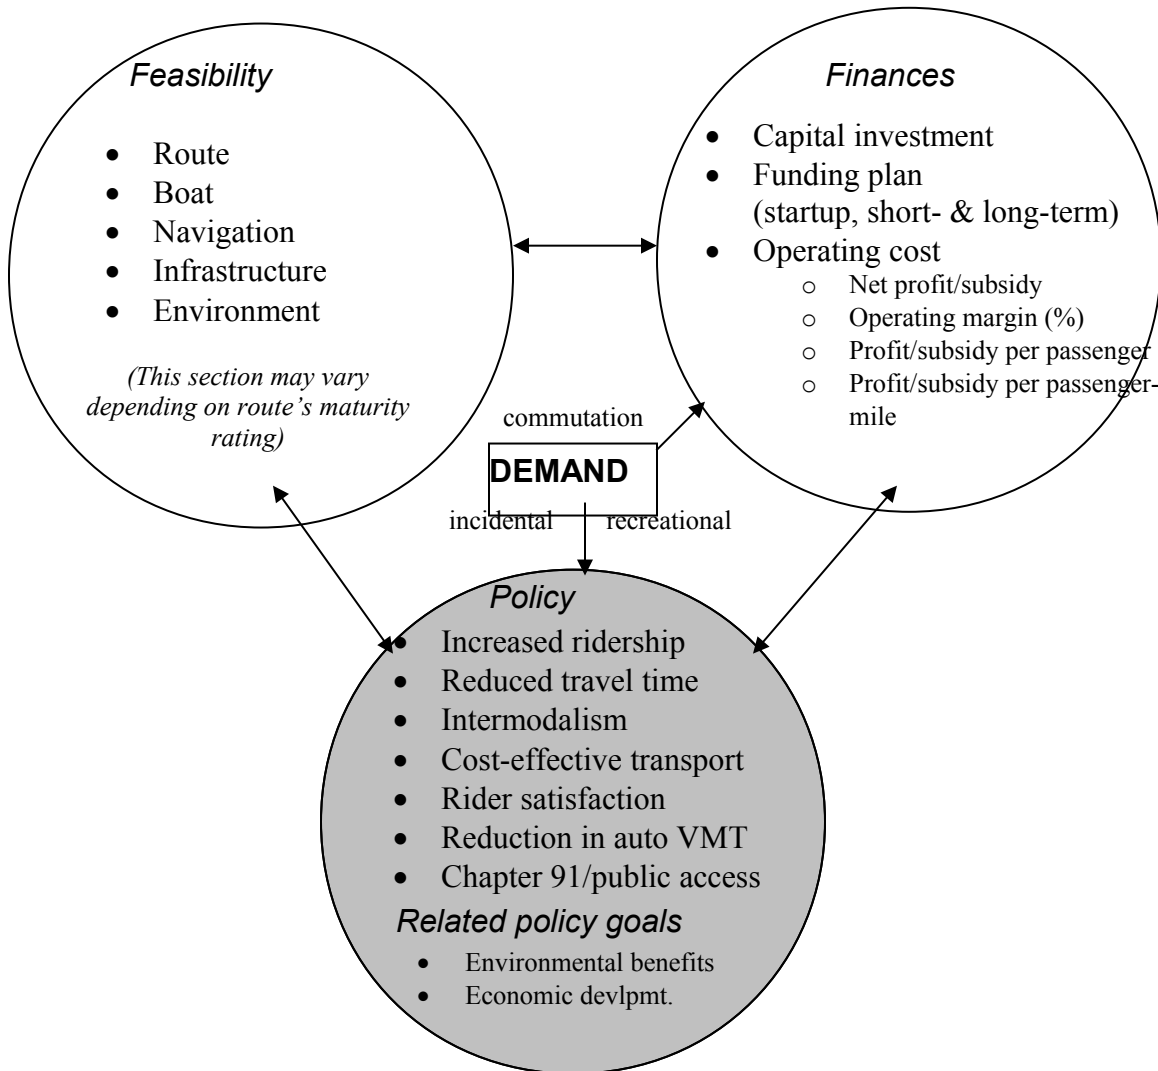 Feasibility
• Route
• Boat
• Navigation
• Infrastructure
• Environment
(This section may vary
depending on route's maturity
rating)
Finances
• Capital investment
• Funding plan
(startup, short- & long-term)
• Operating cost
o Net profit/subsidy
o Operating margin (%)
o Profit/subsidy per passenger
o Profit/subsidy per passenger-
mile
commutation
DEMAND
incidental
recreational
Policy
• Increased ridership
• Reduced travel time
• Intermodalism
• Cost-effective transport
• Rider satisfaction
• Reduction in auto VMT
• Chapter 91/public access
Related policy goals
• Environmental benefits
• Economic devlpmt.